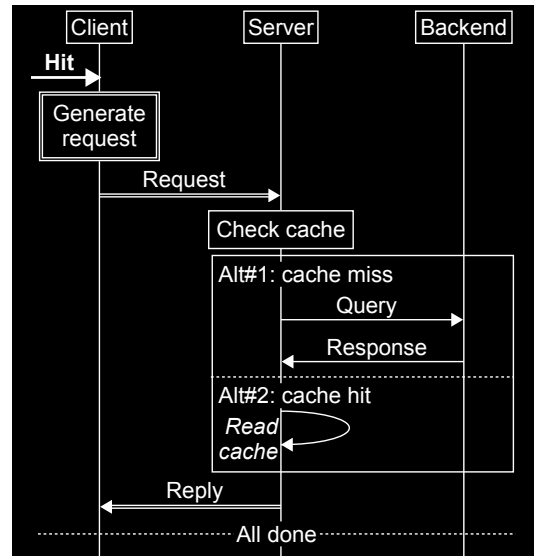 Client Server Backend
Hit
Generate
request
Request
Check cache
Alt#1: cache miss
Query
Response
Alt#2: cache hit
Read
cache
Reply
All done